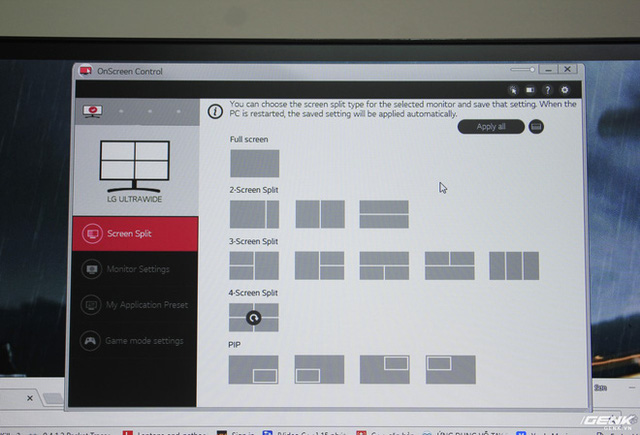 OnScreen Control
You can choose the screen split type for the selected monitor and save that setting. When the
PC is restarted, the saved setting will be applied automatically.
Apply all
Full screen
LG ULTRAWIDE
2-Screen Split
Screen Split
3-Screen Split
Monitor Settings
My Application Preset
4-Screen Split
Game mode settings
PIP
GENK
GENK.VN